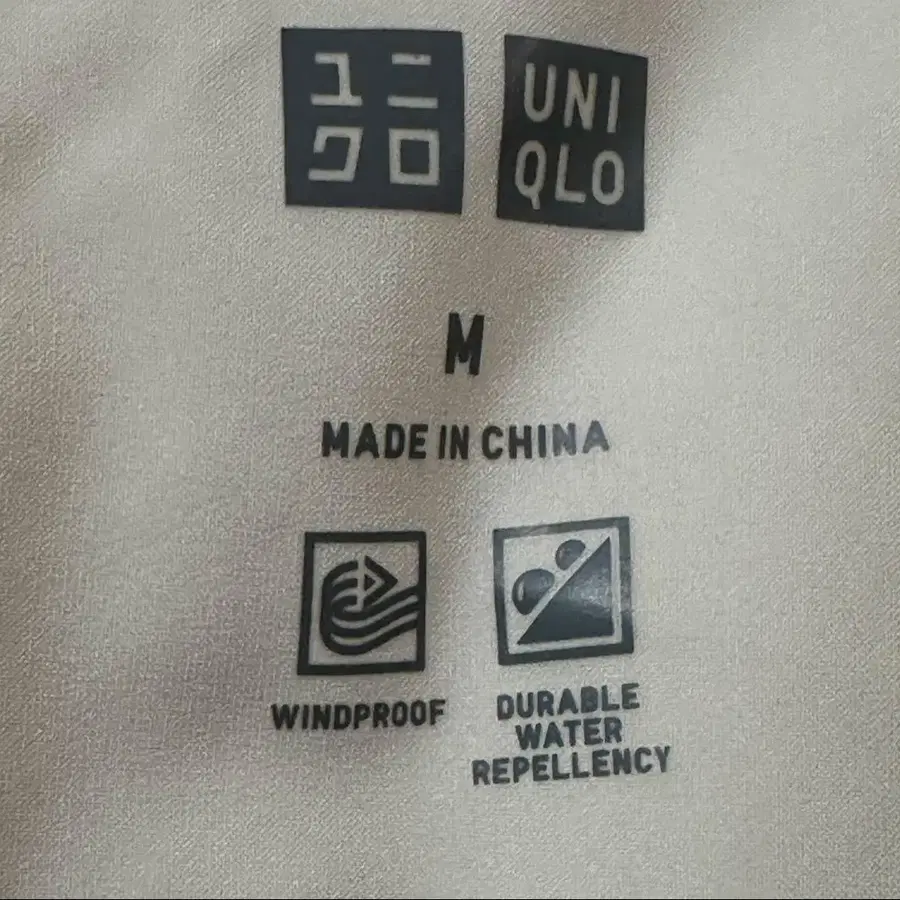 ユニ
クロ
UNI
QLO
M
MADE IN CHINA
WINDPROOF
DURABLE
WATER
REPELLENCY